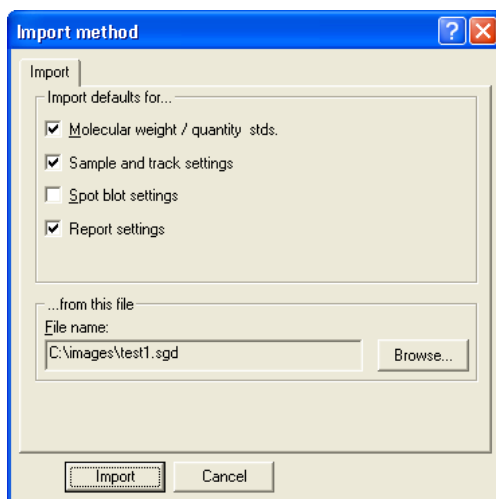 Import method
Import
Import defaults for...
Molecular weight / quantity stds.
Sample and track settings
Spot blot settings
Report settings
...from this file
File name:
C:\images\test1.sgd
Browse...
Import
Cancel